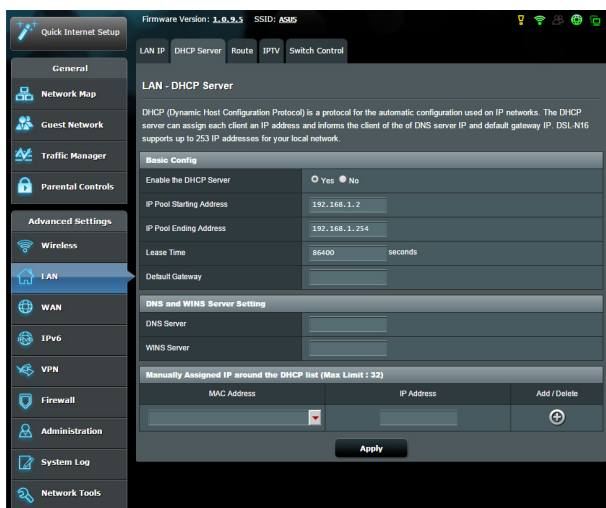 Firmware Version: 1.0.9.5 SSID: ASUS
Quick Internet Setup
General
Network Map
Guest Network
Traffic Manager
Parental Controls
Advanced Settings
Wireless
LAN
WAN
IPv6
VPN
Firewall
Administration
System Log
Network Tools
LAN IP DHCP Server Route IPTV Switch Control
LAN - DHCP Server
DHCP (Dynamic Host Configuration Protocol) is a protocol for the automatic configuration used on IP networks. The DHCP
server can assign each client an IP address and informs the client of the of DNS server IP and default gateway IP. DSL-N16
supports up to 253 IP addresses for your local network.
Basic Config
Enable the DHCP Server Yes No
IP Pool Starting Address 192.168.1.2
IP Pool Ending Address 192.168.1.254
Lease Time 86400 seconds
Default Gateway
DNS and WINS Server Setting
DNS Server
WINS Server
Manually Assigned IP around the DHCP list (Max Limit : 32)
MAC Address IP Address Add / Delete
Apply